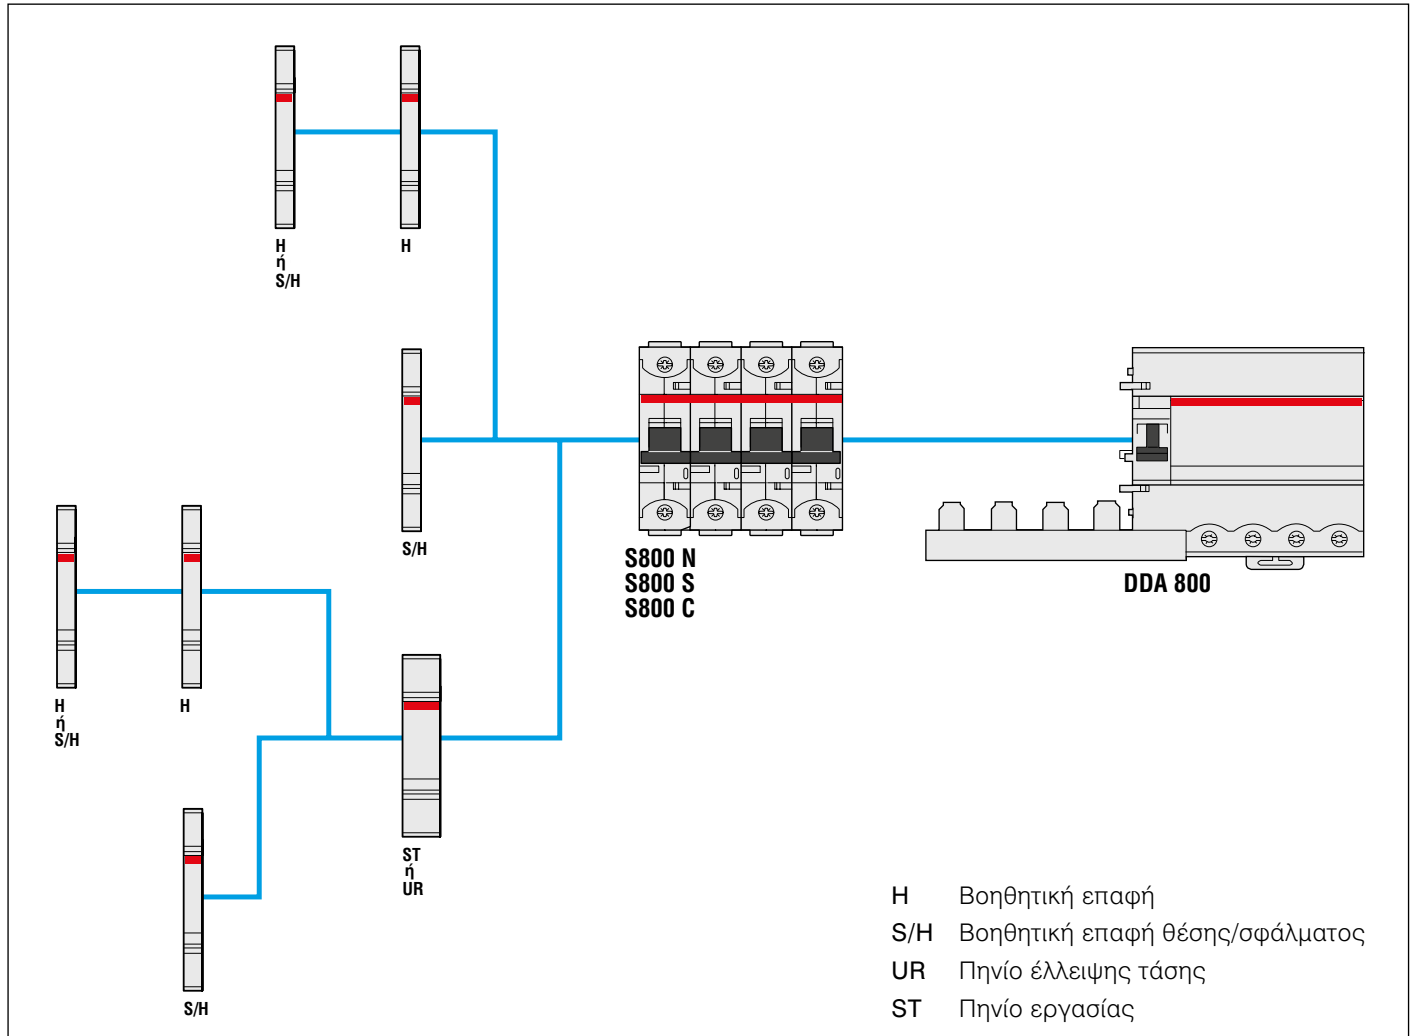 H
ή
S/H
H
S/H
S800 N
S800 S
S800 C
DDA 800
H
ή
S/H
H
ST
ή
UR
S/H
H Βοηθητική επαφή
S/H Βοηθητική επαφή θέσης/σφάλματος
UR Πηνίο έλλειψης τάσης
ST Πηνίο εργασίας